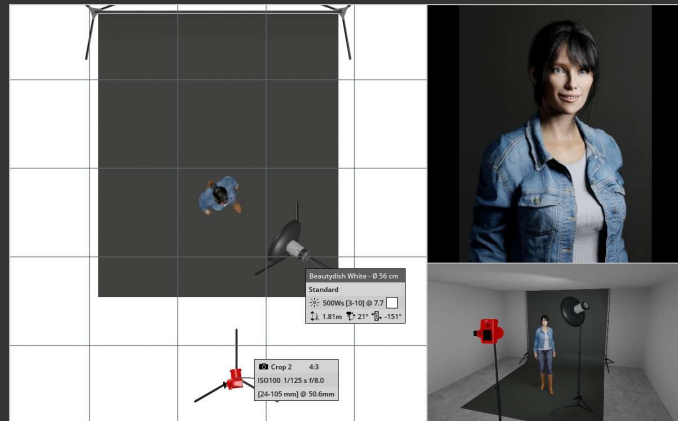 Beautydish White - Ø 56 cm
Standard
500Ws [3-10] @ 7.7
1.81m 21° -151°
Crop 2 4:3
ISO100 1/125 s f/8.0
[24-105 mm] @ 50.6mm